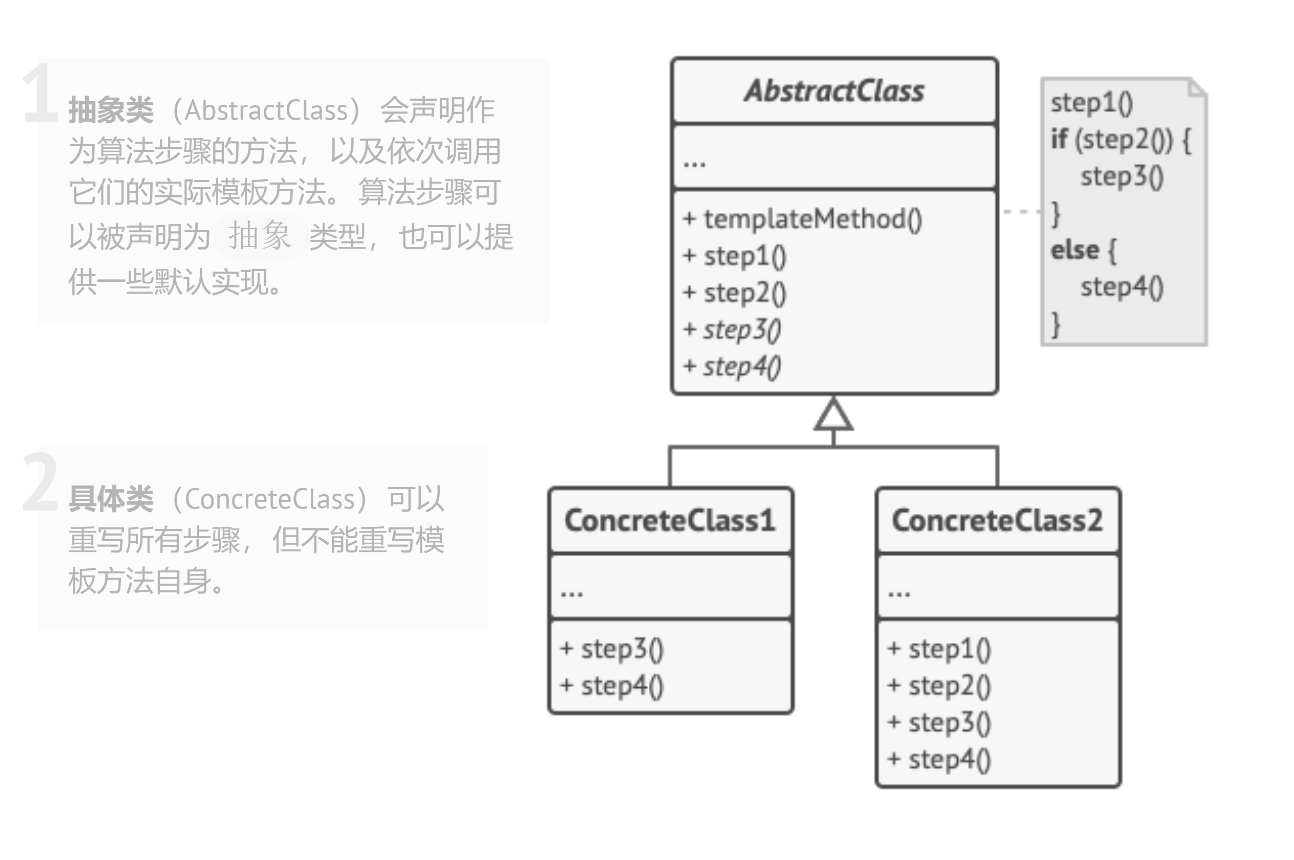 1
抽象类（AbstractClass）会声明作
为算法步骤的方法，以及依次调用
它们的实际模板方法。算法步骤可
以被声明为 抽象 类型，也可以提
供一些默认实现。
AbstractClass
...
+ templateMethod()
+ step1()
+ step2()
+ step3()
+ step4()
step1()
if (step2()) {
step3()
}
else {
step4()
}
2
具体类（ConcreteClass）可以
重写所有步骤，但不能重写模
板方法自身。
ConcreteClass1
...
+ step3()
+ step4()
ConcreteClass2
...
+ step1()
+ step2()
+ step3()
+ step4()